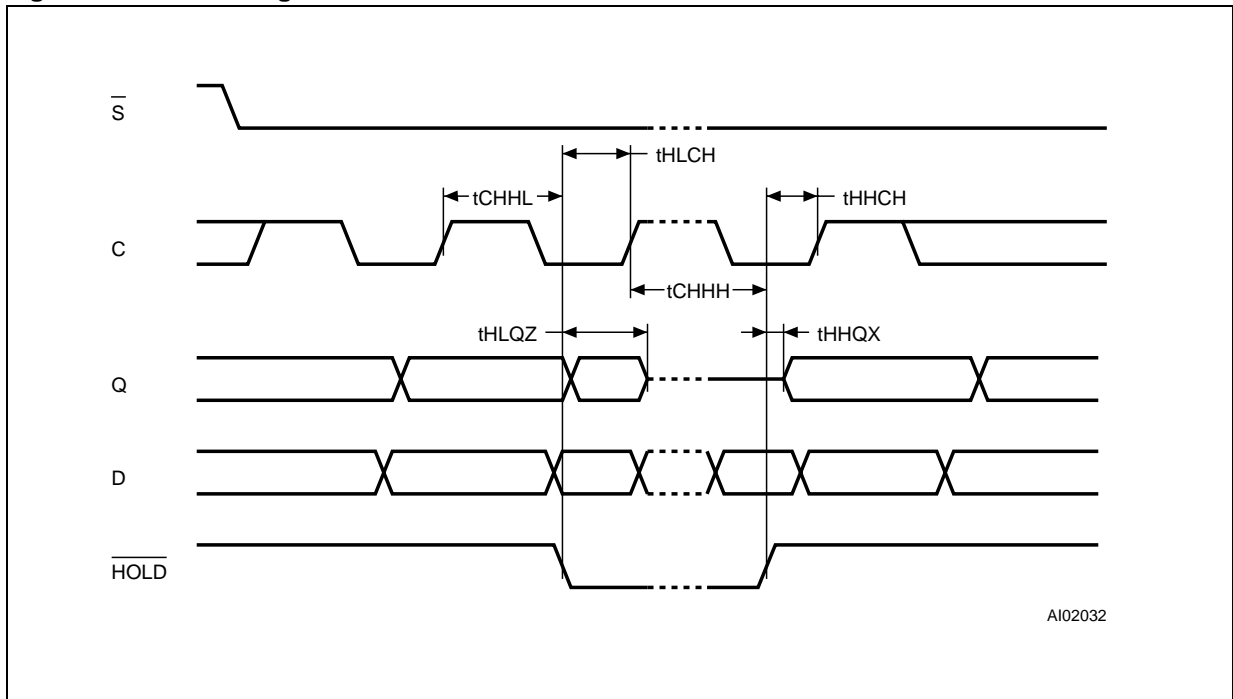 S
tHLCH
tCHHL
tHHCH
C
tCHHH
tHLQZ
tHHQX
Q
D
HOLD
AI02032